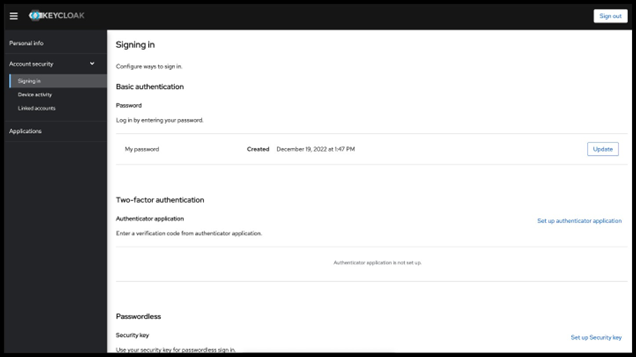 KEYCLOAK
Sign out
Personal info
Account security
Signing in
Device activity
Linked accounts
Applications
Signing in
Configure ways to sign in.
Basic authentication
Password
Log in by entering your password.
My password Created December 19, 2022 at 1:47 PM Update
Two-factor authentication
Authenticator application
Set up authenticator application
Enter a verification code from authenticator application.
Authenticator application is not set up.
Passwordless
Security key
Set up Security key
Use your security key for passwordless sign in.